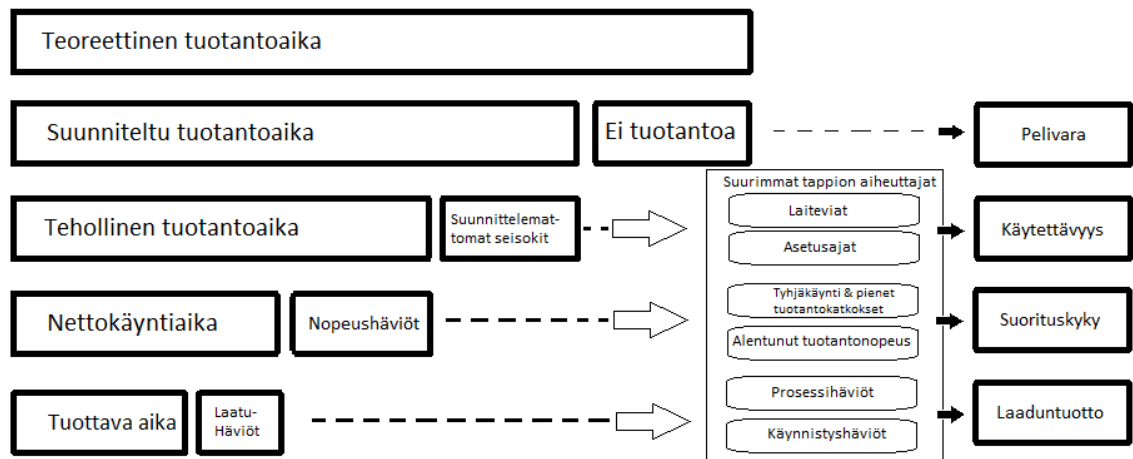 Teoreettinen tuotantoaika
Suunniteltu tuotantoaika
Ei tuotantoa
Pelivara
Suurimmat tappion aiheuttajat
Tehollinen tuotantoaika
Suunnittelemat-
tomat seisokit
Laiteviat
Asetusajat
Käytettävyys
Nettokäyntiaika
Nopeushäviöt
Tyhjäkäynti & pienet
tuotantokatkokset
Alentunut tuotantonopeus
Suorituskyky
Tuottava aika
Laatu-
Häviöt
Prosessihäviöt
Käynnistyshäviöt
Laaduntuotto